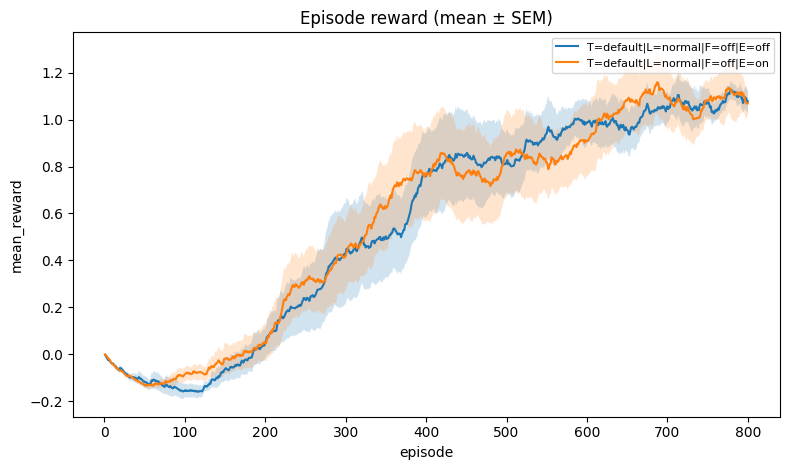 Episode reward (mean ± SEM)
T=default|L=normal|F=off|E=off
T=default|L=normal|F=off|E=on
mean_reward
1.2
1.0
0.8
0.6
0.4
0.2
0.0
−0.2
0 100 200 300 400 500 600 700 800
episode